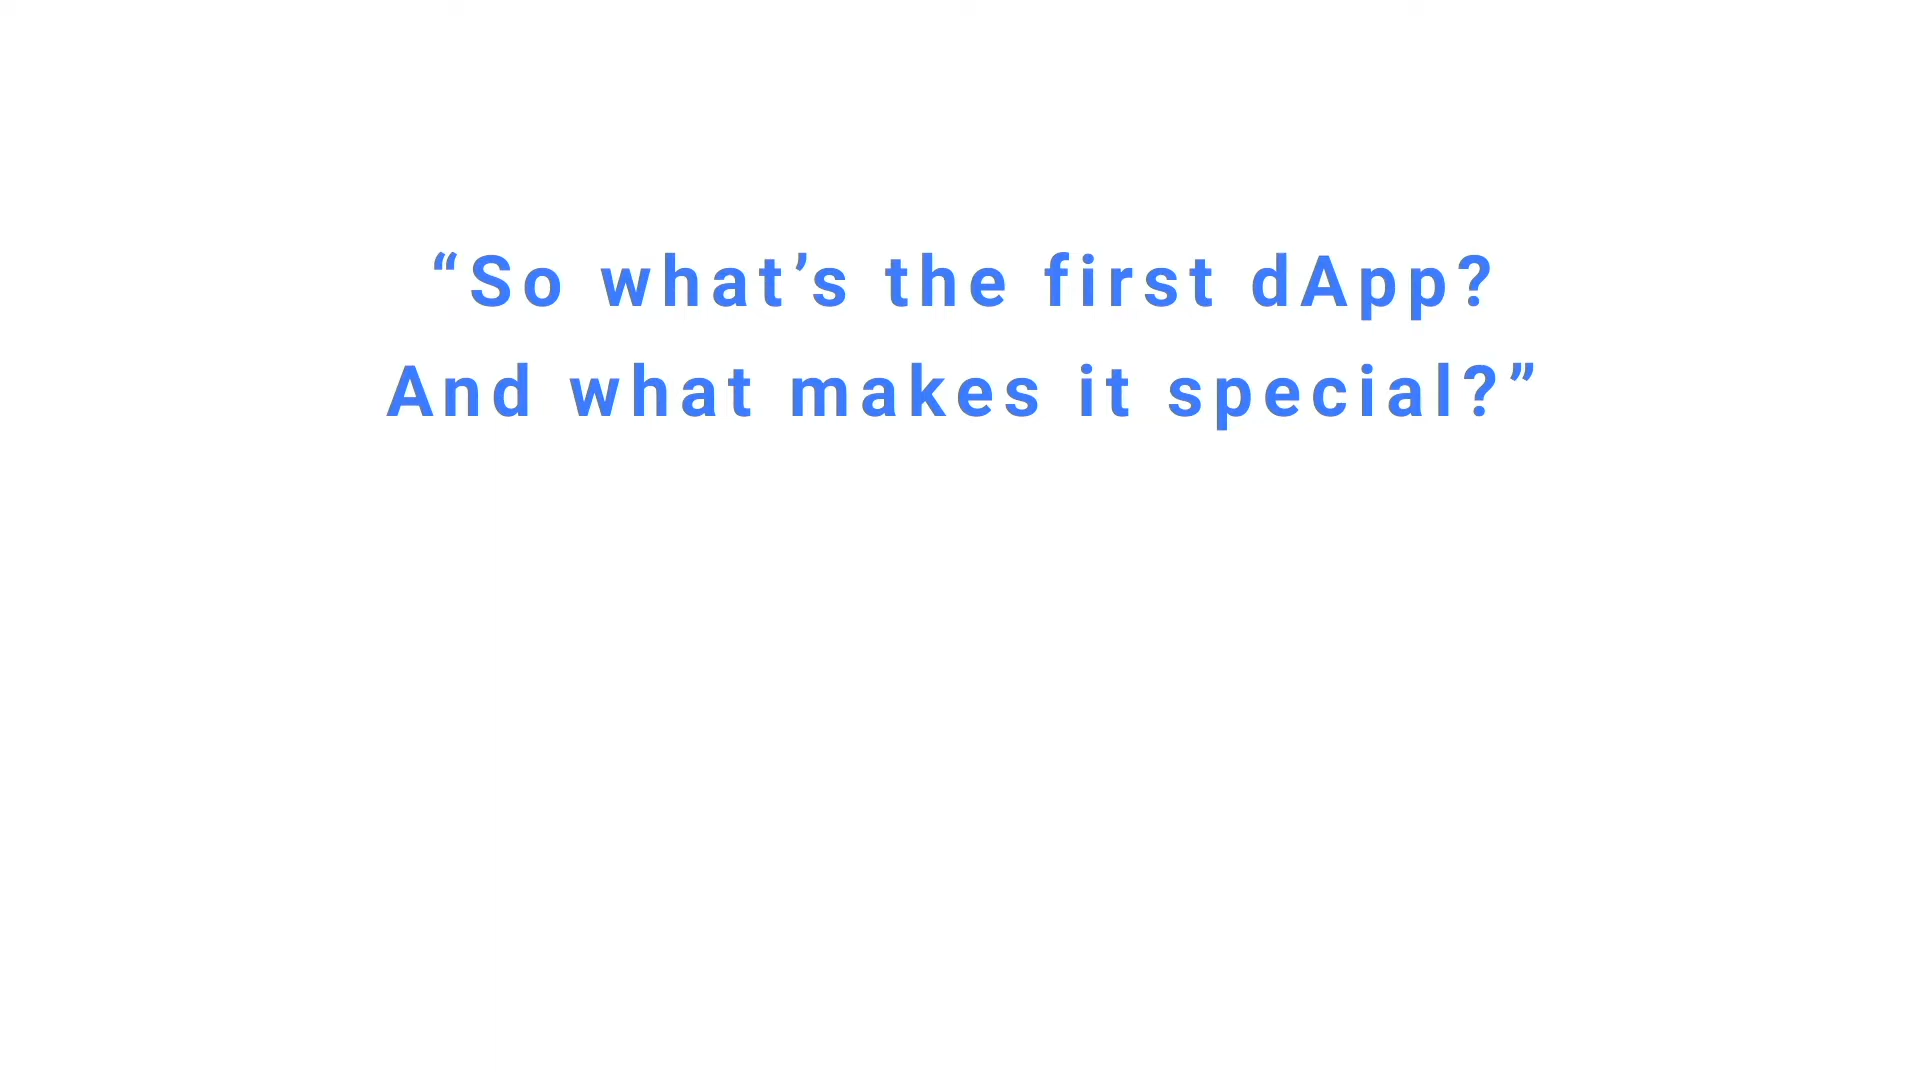 “So what’s the first dApp?
And what makes it special?”